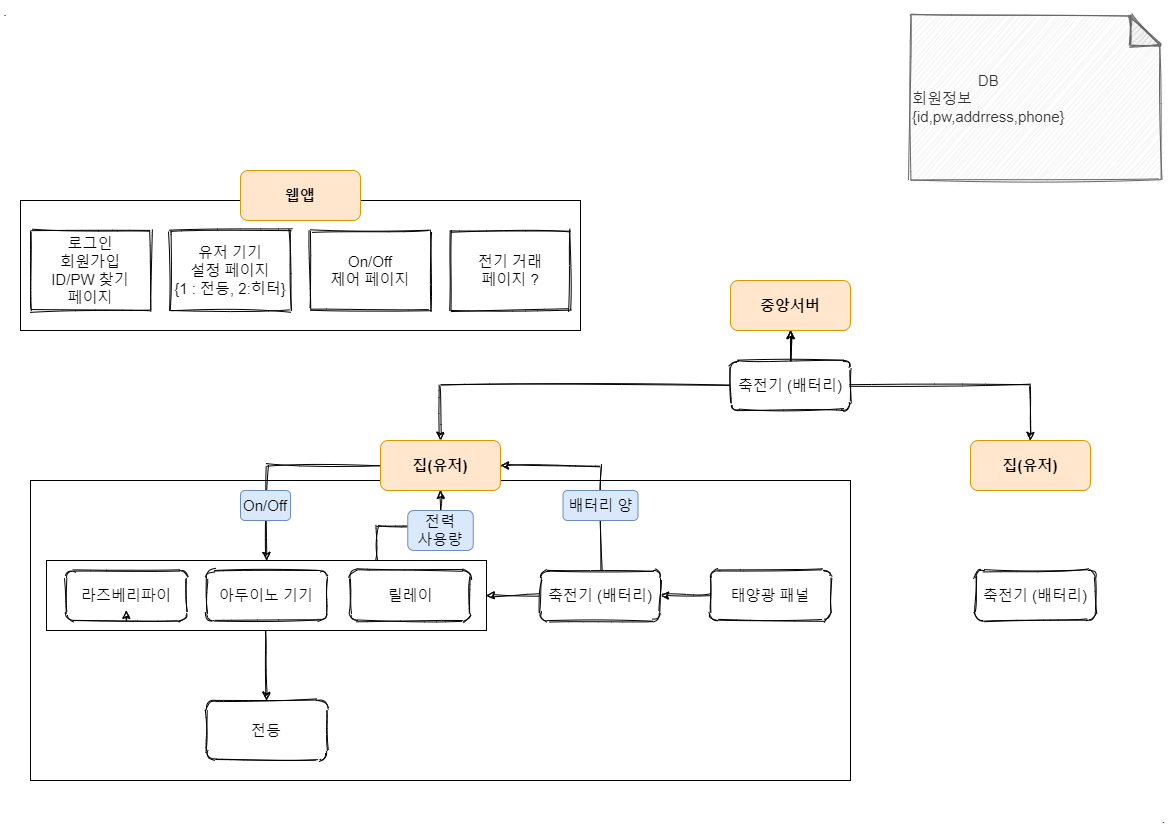 DB
회원정보
{id,pw,addrress,phone}
웹앱
로그인
회원가입
ID/PW 찾기
페이지
유저 기기
설정 페이지
{1 : 전등, 2:히터}
On/Off
제어 페이지
전기 거래
페이지 ?
중앙서버
축전기 (배터리)
집(유저)
집(유저)
On/Off
전력
사용량
배터리 양
라즈베리파이
아두이노 기기
릴레이
축전기 (배터리)
태양광 패널
축전기 (배터리)
전등